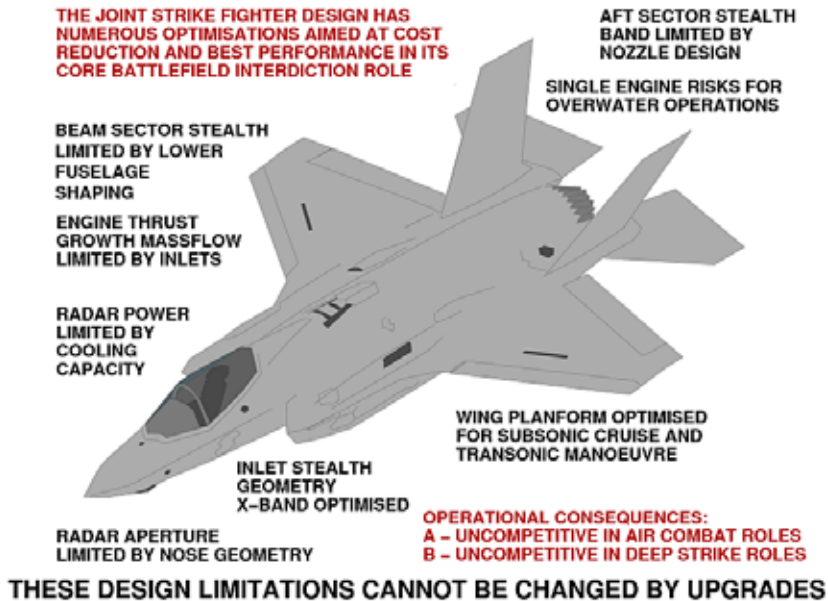 THE JOINT STRIKE FIGHTER DESIGN HAS
NUMEROUS OPTIMISATIONS AIMED AT COST
REDUCTION AND BEST PERFORMANCE IN ITS
CORE BATTLEFIELD INTERDICTION ROLE
AFT SECTOR STEALTH
BAND LIMITED BY
NOZZLE DESIGN
SINGLE ENGINE RISKS FOR
OVERWATER OPERATIONS
BEAM SECTOR STEALTH
LIMITED BY LOWER
FUSELAGE
SHAPING
ENGINE THRUST
GROWTH MASSFLOW
LIMITED BY INLETS
RADAR POWER
LIMITED BY
COOLING
CAPACITY
WING PLANFORM OPTIMISED
FOR SUBSONIC CRUISE AND
TRANSONIC MANOEUVRE
INLET STEALTH
GEOMETRY
X-BAND OPTIMISED
RADAR APERTURE
LIMITED BY NOSE GEOMETRY
OPERATIONAL CONSEQUENCES:
A – UNCOMPETITIVE IN AIR COMBAT ROLES
B – UNCOMPETITIVE IN DEEP STRIKE ROLES
THESE DESIGN LIMITATIONS CANNOT BE CHANGED BY UPGRADES